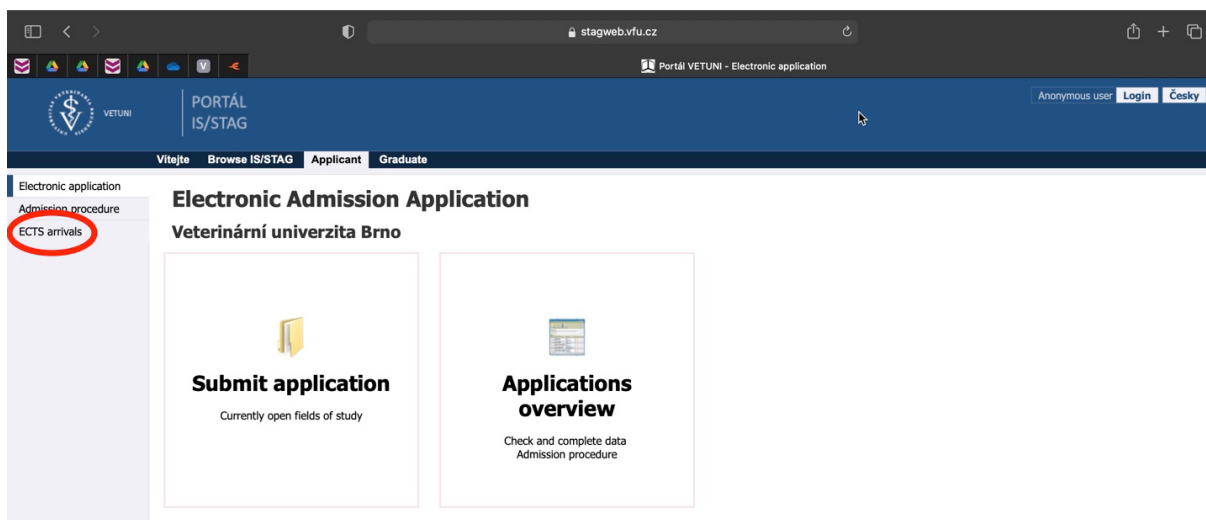 stagweb.vfu.cz
Portál VETUNI - Electronic application
VETUNI
PORTÁL
IS/STAG
Anonymous user Login Česky
Vítejte Browse IS/STAG Applicant Graduate
Electronic application
Admission procedure
ECTS arrivals
Electronic Admission Application
Veterinární univerzita Brno
Submit application
Currently open fields of study
Applications
overview
Check and complete data
Admission procedure